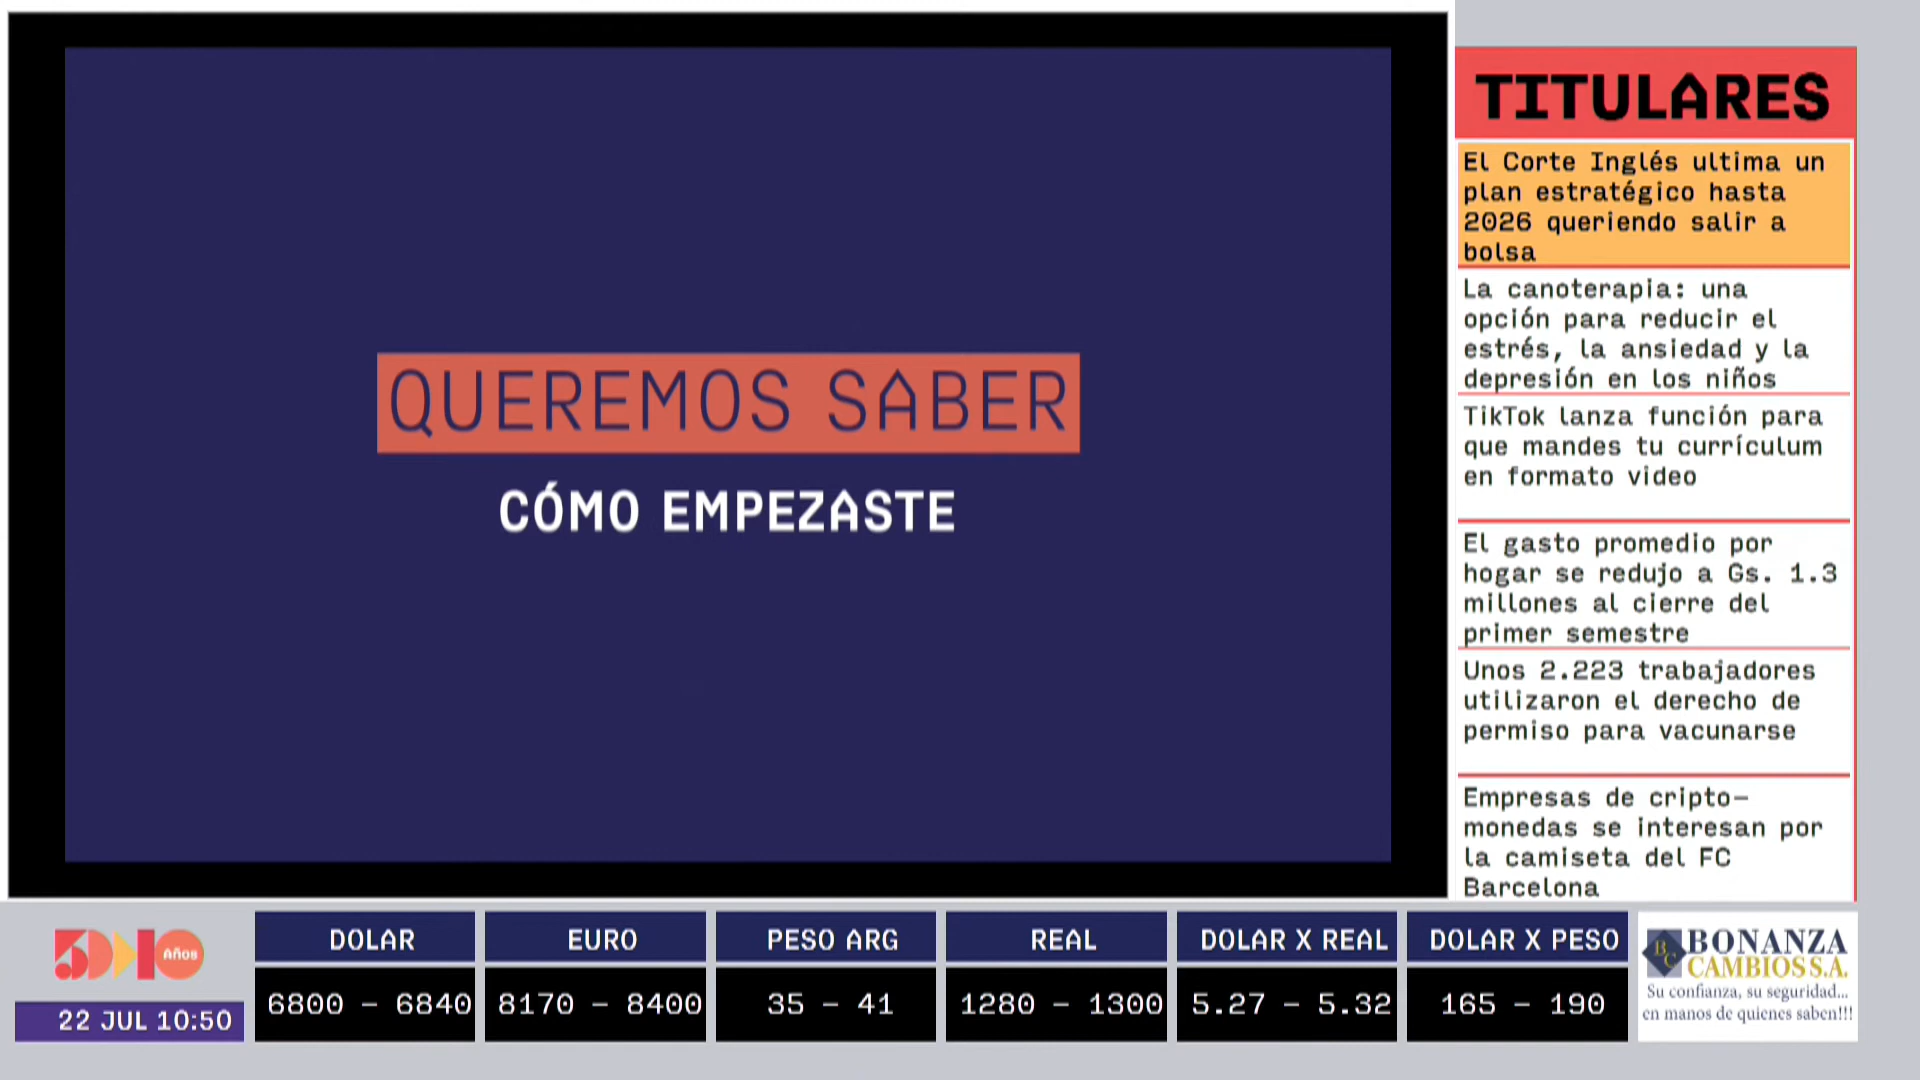 QUEREMOS SABER
CÓMO EMPEZASTE
TITULARES
El Corte Inglés ultima un
plan estratégico hasta
2026 queriendo salir a
bolsa
La canoterapia: una
opción para reducir el
estrés, la ansiedad y la
depresión en los niños
TikTok lanza función para
que mandes tu currículum
en formato video
El gasto promedio por
hogar se redujo a Gs. 1.3
millones al cierre del
primer semestre
Unos 2.223 trabajadores
utilizaron el derecho de
permiso para vacunarse
Empresas de cripto-
monedas se interesan por
la camiseta del FC
Barcelona
5DÍAS
Años
22 JUL 10:50
DOLAR
6800 - 6840
EURO
8170 - 8400
PESO ARG
35 - 41
REAL
1280 - 1300
DOLAR X REAL
5.27 - 5.32
DOLAR X PESO
165 - 190
BC
BONANZA
CAMBIOS S.A.
Su confianza, su seguridad...
en manos de quienes saben!!!